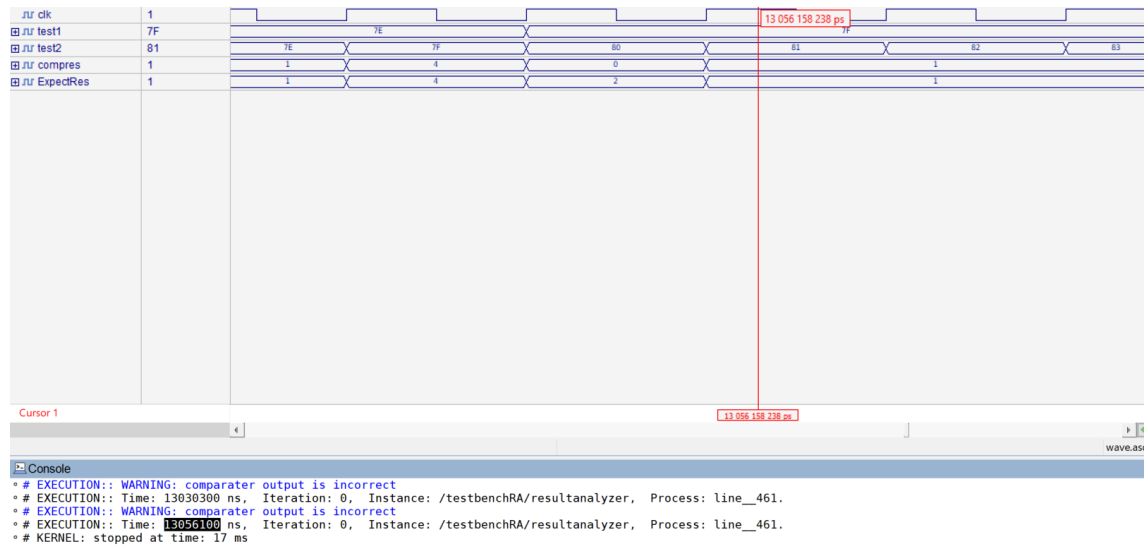 clk 1
13 056 158 238 ps
test1 7F 7E 7F
test2 81 7E 7F 80 81 82 83
compres 1 1 4 0 1
ExpectRes 1 1 4 2 1
Cursor 1
13 056 158 238 ps
wave.as
Console
# EXECUTION:: WARNING: comparater output is incorrect
# EXECUTION:: Time: 13030300 ns, Iteration: 0, Instance: /testbenchRA/resultanalyzer, Process: line__461.
# EXECUTION:: WARNING: comparater output is incorrect
# EXECUTION:: Time: 13056100 ns, Iteration: 0, Instance: /testbenchRA/resultanalyzer, Process: line__461.
# KERNEL: stopped at time: 17 ms